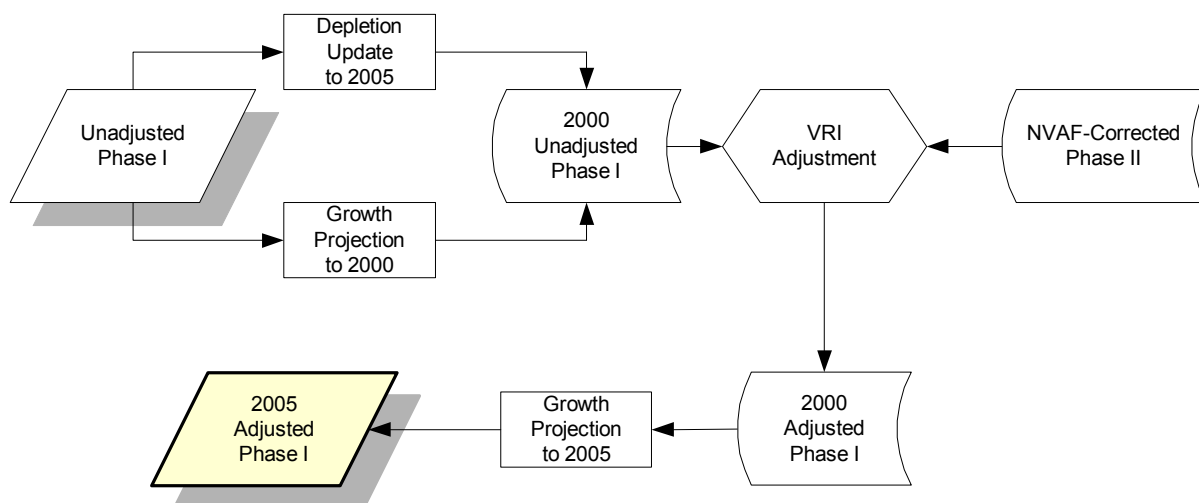 Depletion
Update
to 2005
Unadjusted
Phase I
2000
Unadjusted
Phase I
VRI
Adjustment
NVAF-Corrected
Phase II
Growth
Projection
to 2000
2005
Adjusted
Phase I
Growth
Projection
to 2005
2000
Adjusted
Phase I